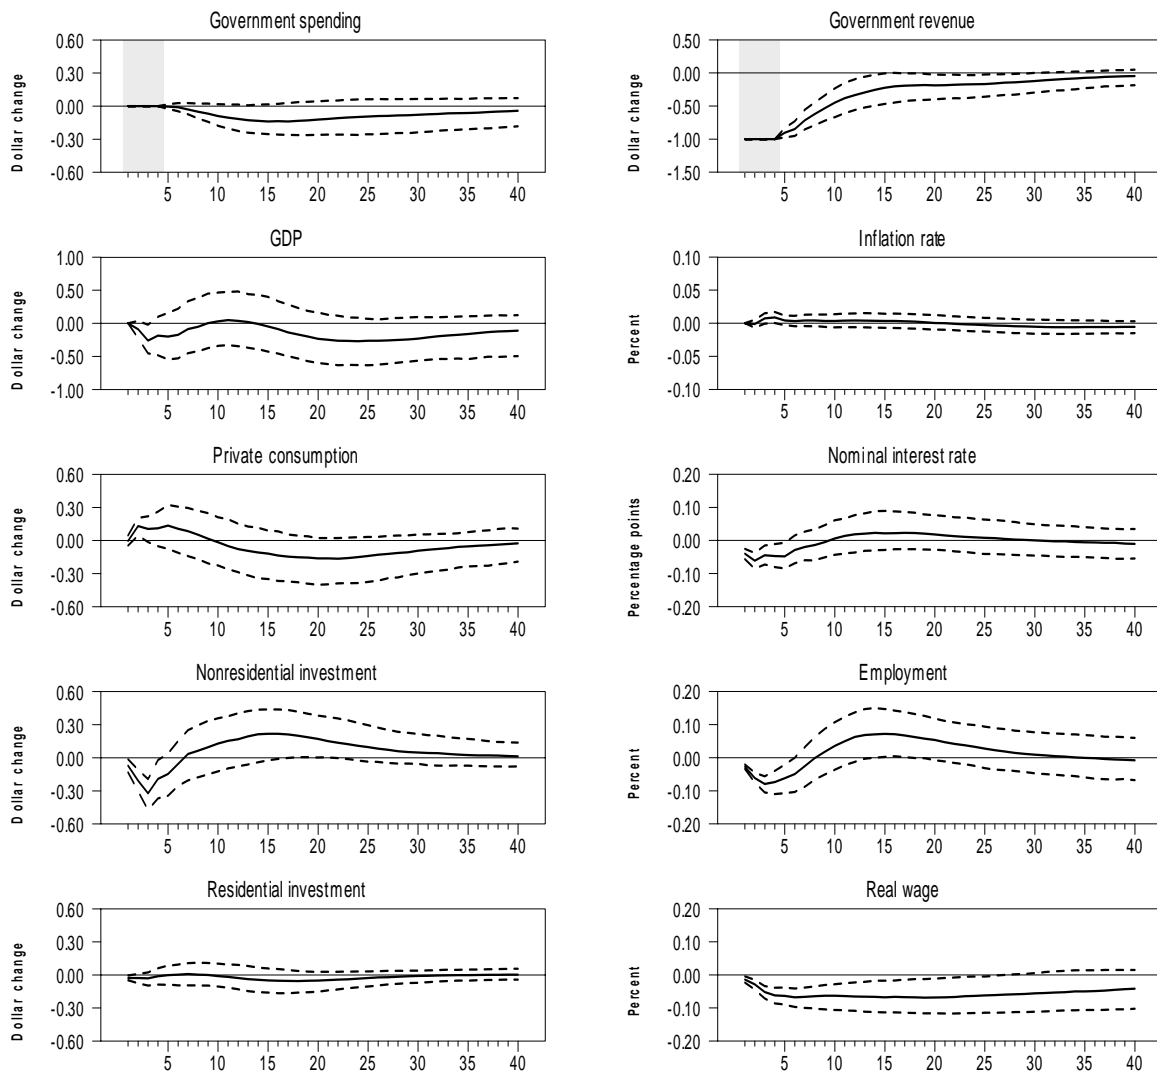 Government spending
Dollar change
0.60
0.30
0.00
-0.30
-0.60
5 10 15 20 25 30 35 40
Government revenue
Dollar change
0.50
0.00
-0.50
-1.00
-1.50
5 10 15 20 25 30 35 40
GDP
Dollar change
1.00
0.50
0.00
-0.50
-1.00
5 10 15 20 25 30 35 40
Inflation rate
Percent
0.10
0.05
0.00
-0.05
-0.10
5 10 15 20 25 30 35 40
Private consumption
Dollar change
0.60
0.30
0.00
-0.30
-0.60
5 10 15 20 25 30 35 40
Nominal interest rate
Percentage points
0.20
0.10
0.00
-0.10
-0.20
5 10 15 20 25 30 35 40
Nonresidential investment
Dollar change
0.60
0.30
0.00
-0.30
-0.60
5 10 15 20 25 30 35 40
Employment
Percent
0.20
0.10
0.00
-0.10
-0.20
5 10 15 20 25 30 35 40
Residential investment
Dollar change
0.60
0.30
0.00
-0.30
-0.60
5 10 15 20 25 30 35 40
Real wage
Percent
0.20
0.10
0.00
-0.10
-0.20
5 10 15 20 25 30 35 40